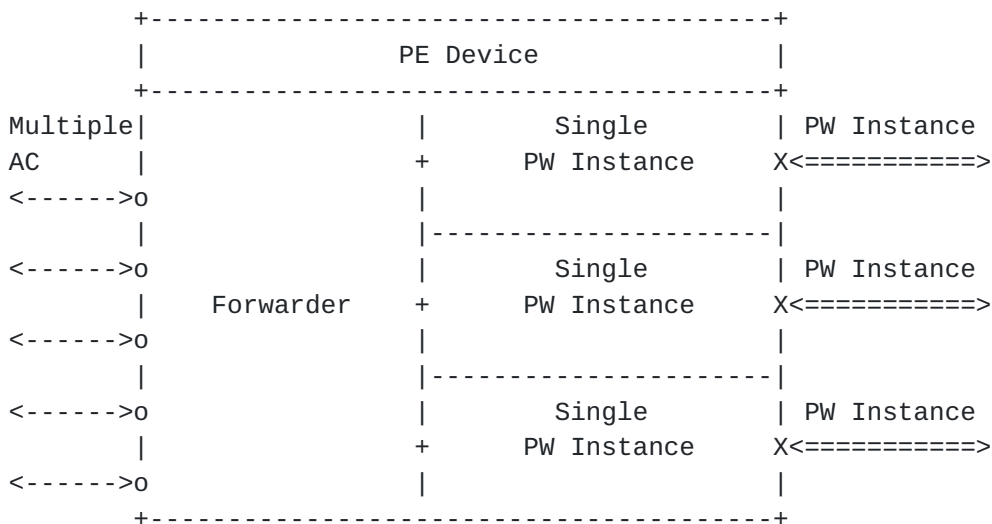 +----------------------------------------+
|                PE Device               |
+----------------------------------------+
Multiple|                 |        Single        | PW Instance
AC      |                 +      PW Instance     X<===========>
<------>o                 |                      |
|                 |----------------------|
<------>o                 |        Single        | PW Instance
|    Forwarder    +      PW Instance     X<===========>
<------>o                 |                      |
|                 |----------------------|
<------>o                 |        Single        | PW Instance
|                 +      PW Instance     X<===========>
<------>o                 |                      |
+----------------------------------------+